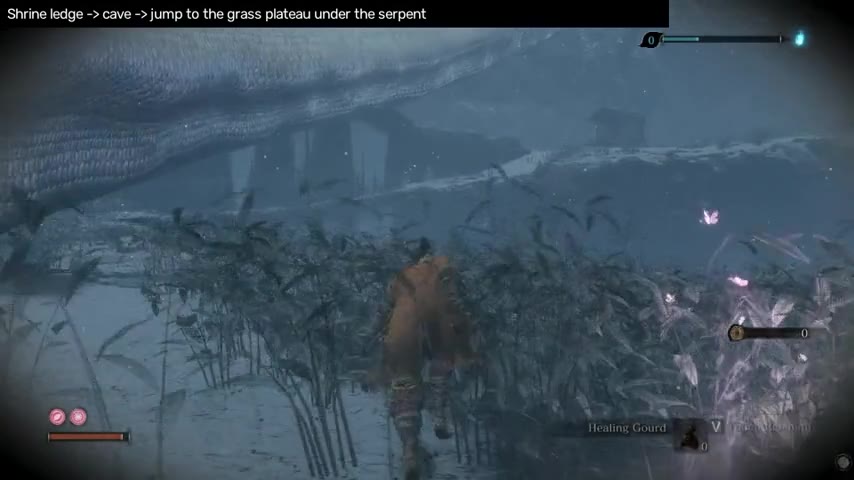 Shrine ledge -> cave -> jump to the grass plateau under the serpent
0
0
Healing Gourd
V
0